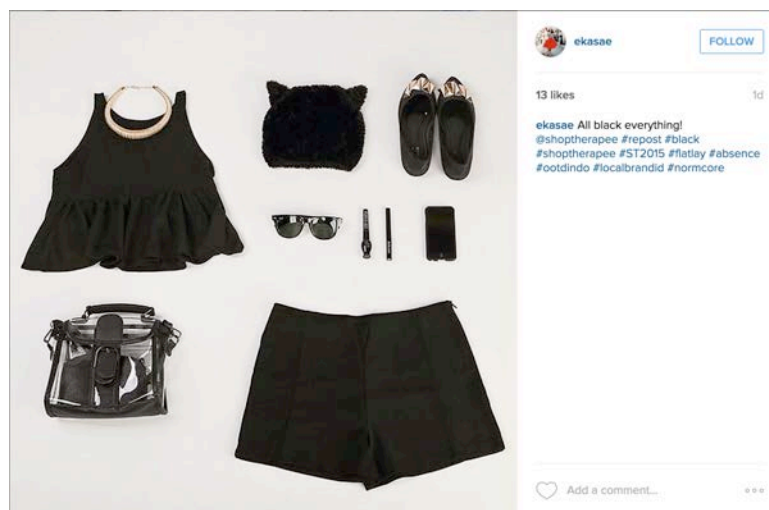 ekasae
FOLLOW
13 likes
1d
ekasae All black everything!
@shoptherapee #repost #black
#shoptherapee #ST2015 #flatlay #absence
#ootdindo #localbrandid #normcore
Add a comment...